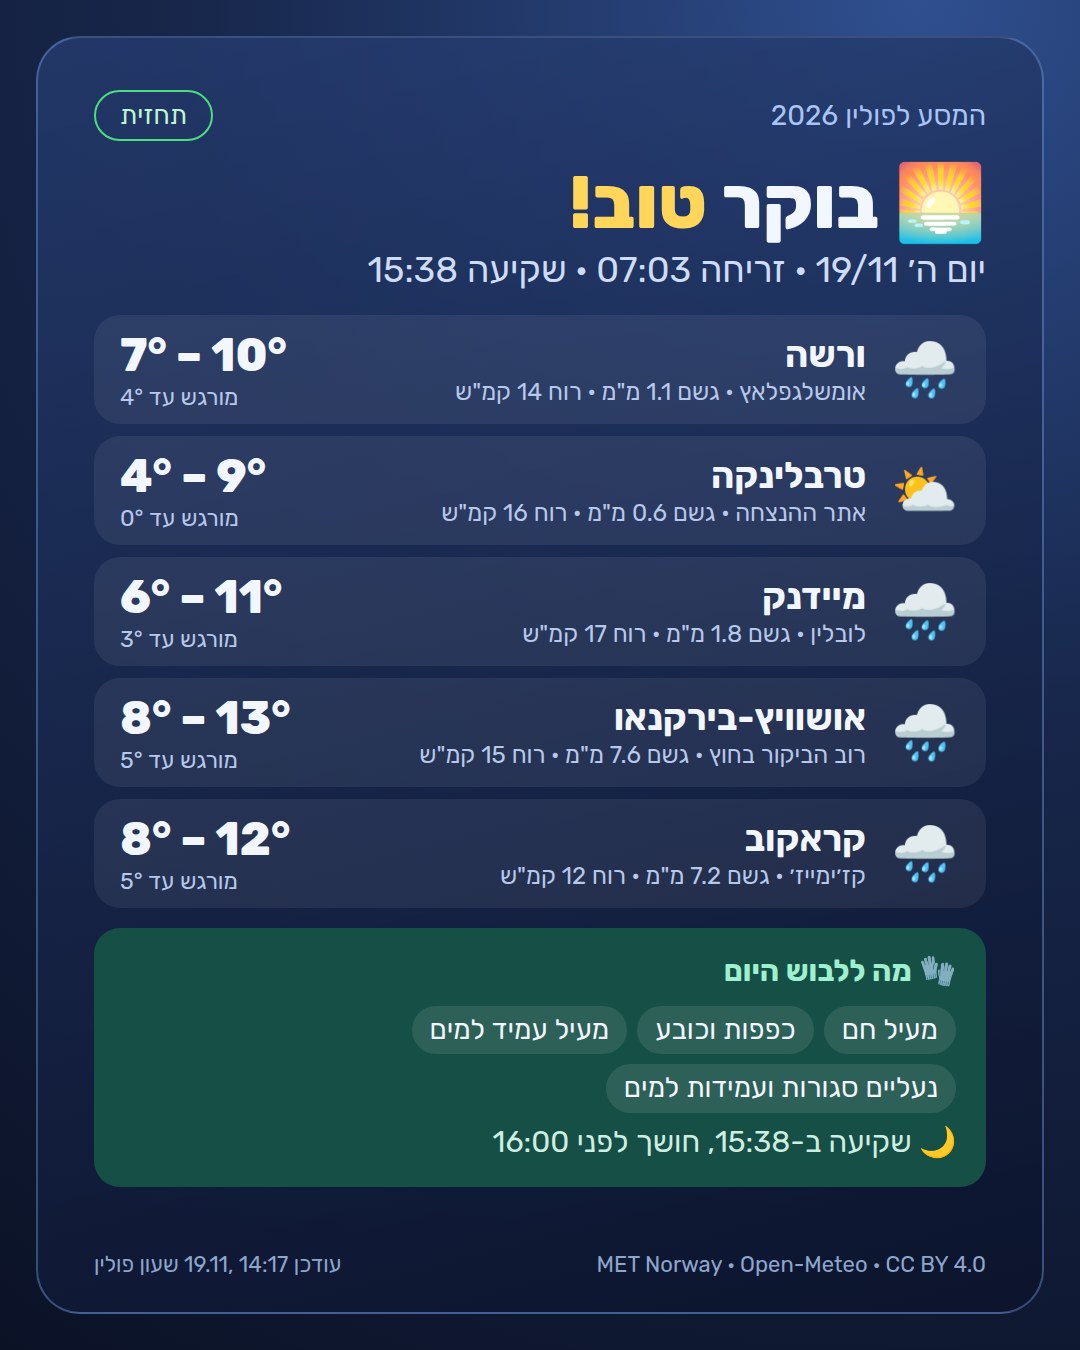 המסע לפולין 2026
תחזית
בוקר טוב!
יום ה׳ 19/11 • זריחה 07:03 • שקיעה 15:38
ורשה
אומשלגפלאץ • גשם 1.1 מ"מ • רוח 14 קמ"ש
7° – 10°
מורגש עד 4°
טרבלינקה
אתר ההנצחה • גשם 0.6 מ"מ • רוח 16 קמ"ש
4° – 9°
מורגש עד 0°
מיידנק
לובלין • גשם 1.8 מ"מ • רוח 17 קמ"ש
6° – 11°
מורגש עד 3°
אושוויץ-בירקנאו
רוב הביקור בחוץ • גשם 7.6 מ"מ • רוח 15 קמ"ש
8° – 13°
מורגש עד 5°
קראקוב
קז׳ימייז׳ • גשם 7.2 מ"מ • רוח 12 קמ"ש
8° – 12°
מורגש עד 5°
מה ללבוש היום
מעיל חם
כפפות וכובע
מעיל עמיד למים
נעליים סגורות ועמידות למים
שקיעה ב-15:38, חושך לפני 16:00
MET Norway • Open-Meteo • CC BY 4.0
עודכן 19.11, 14:17 שעון פולין